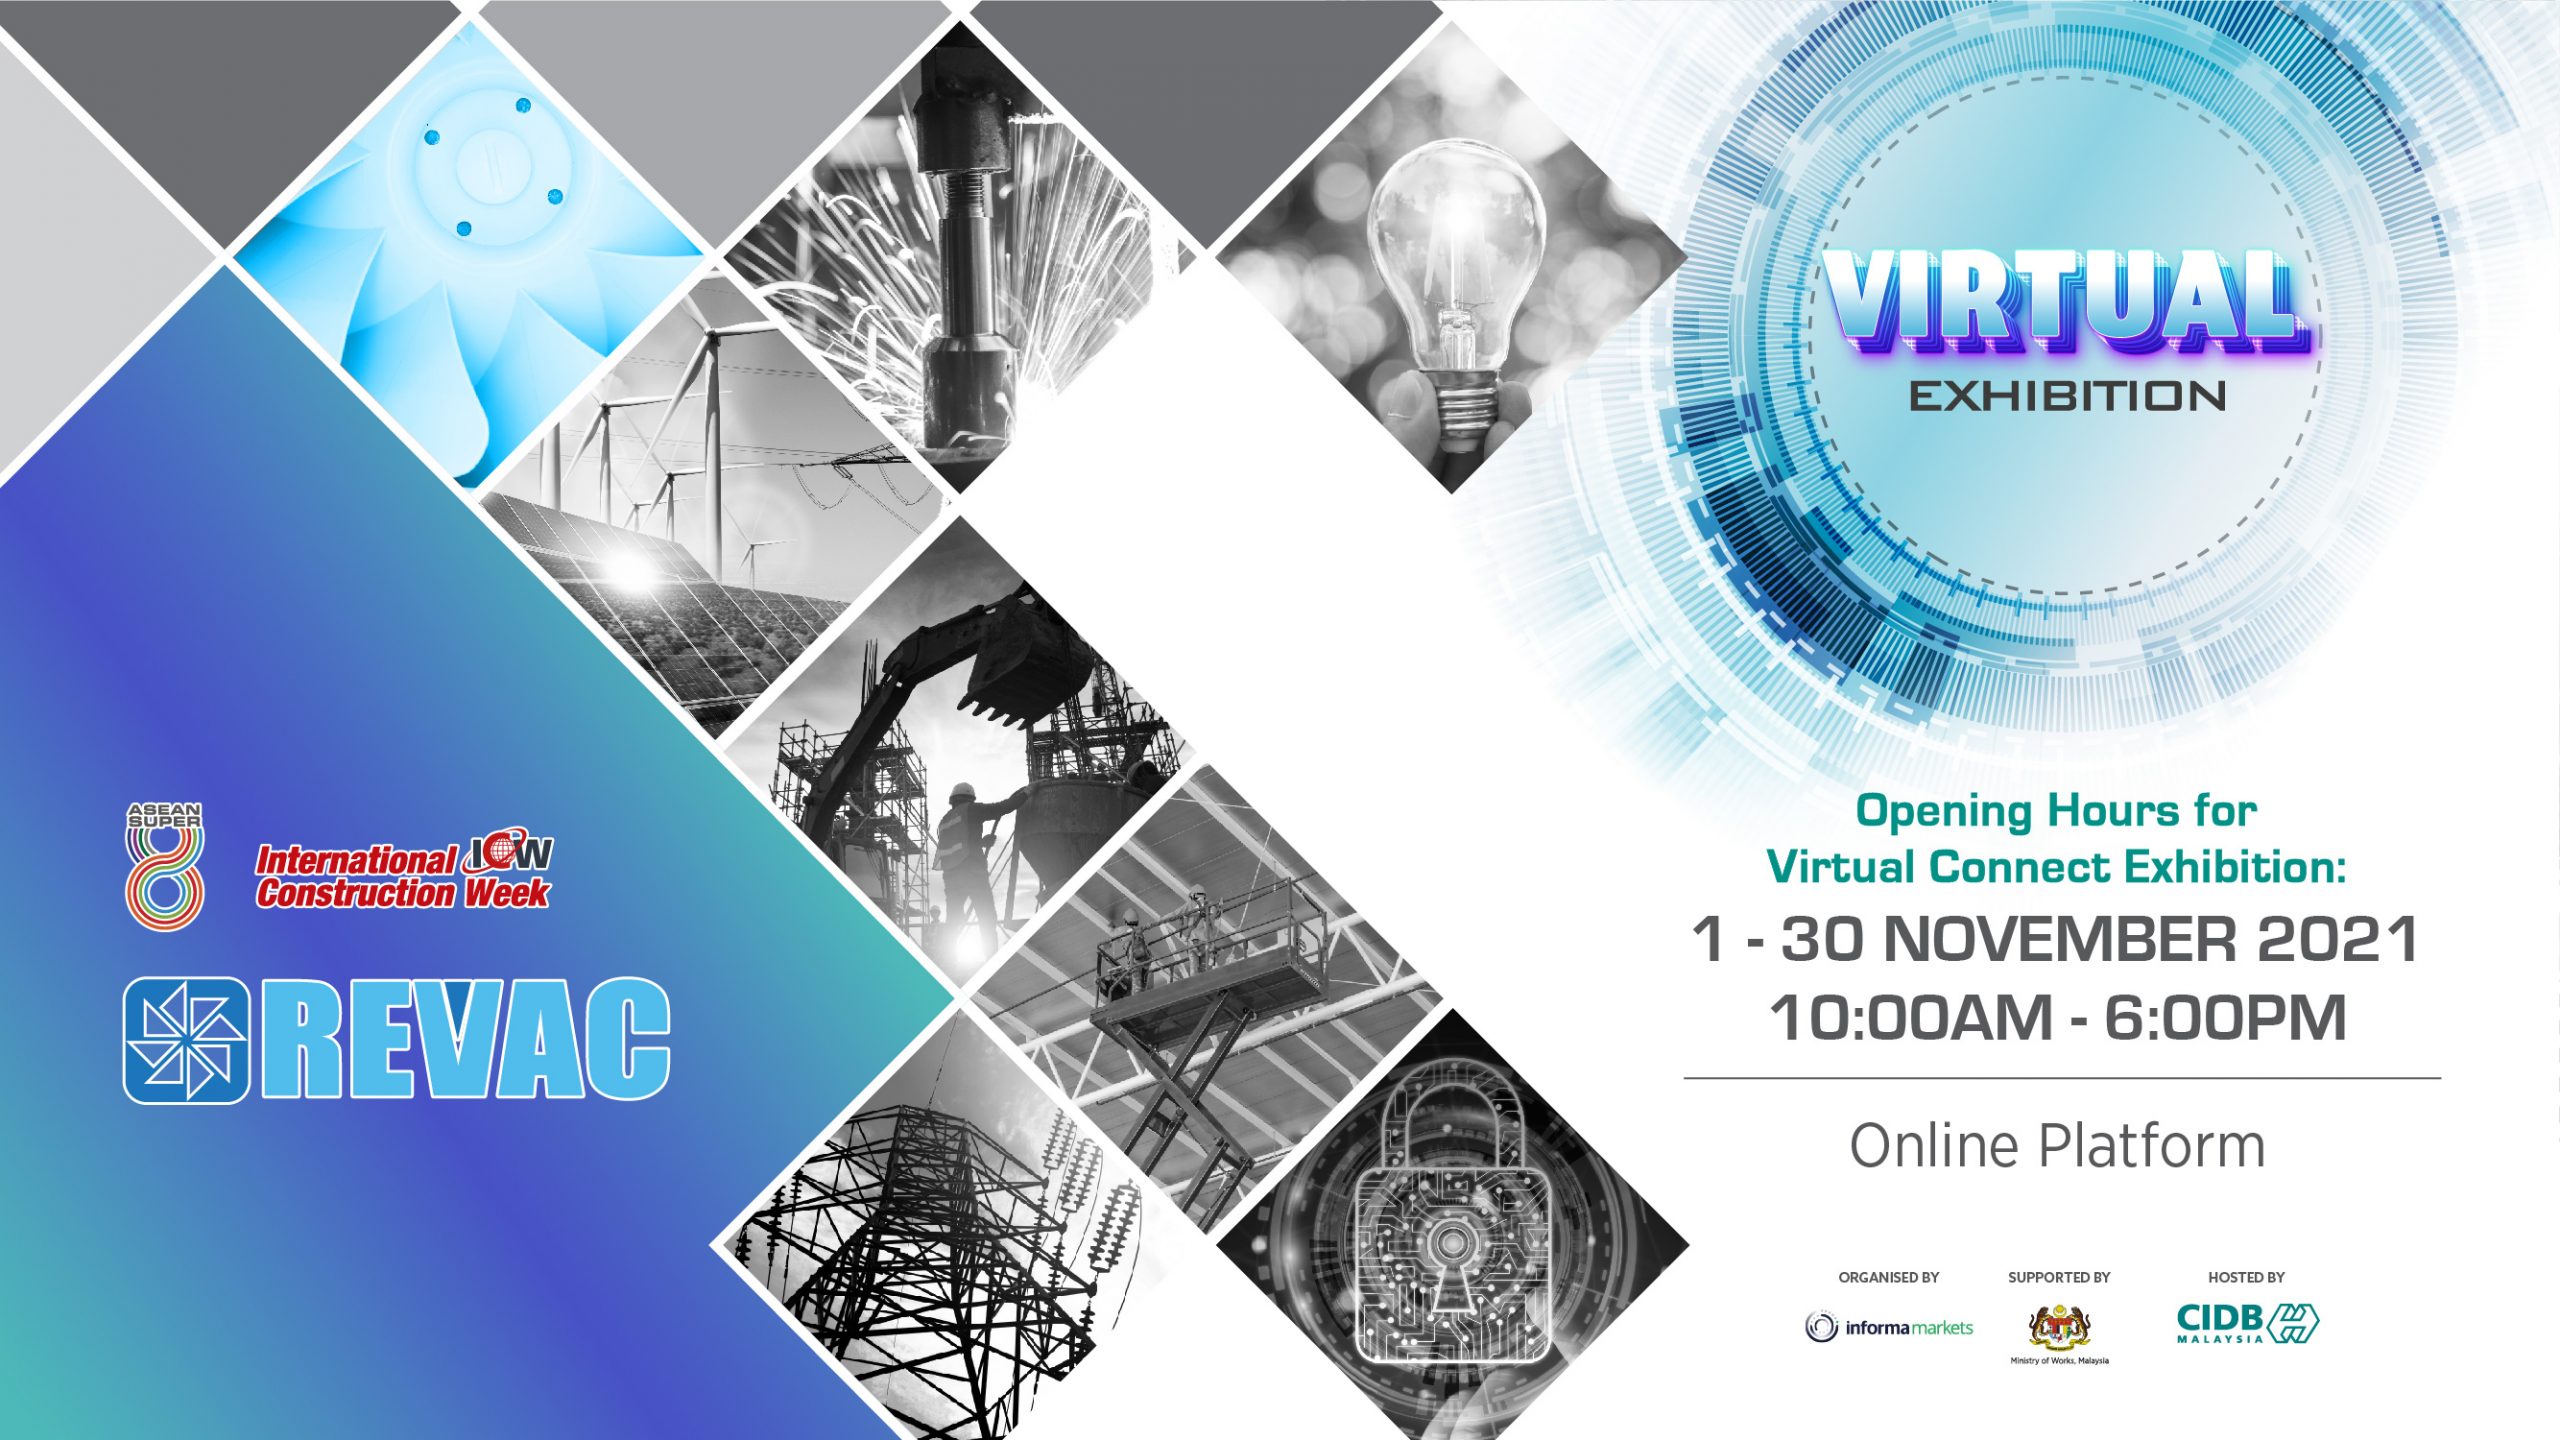 VIRTUAL
EXHIBITION
Opening Hours for
Virtual Connect Exhibition:
1 - 30 NOVEMBER 2021
10:00AM - 6:00PM
Online Platform
ASEAN
SUPER
8
International ICW
Construction Week
REVAC
ORGANISED BY
informa markets
SUPPORTED BY
Ministry of Works, Malaysia
HOSTED BY
CIDB
MALAYSIA